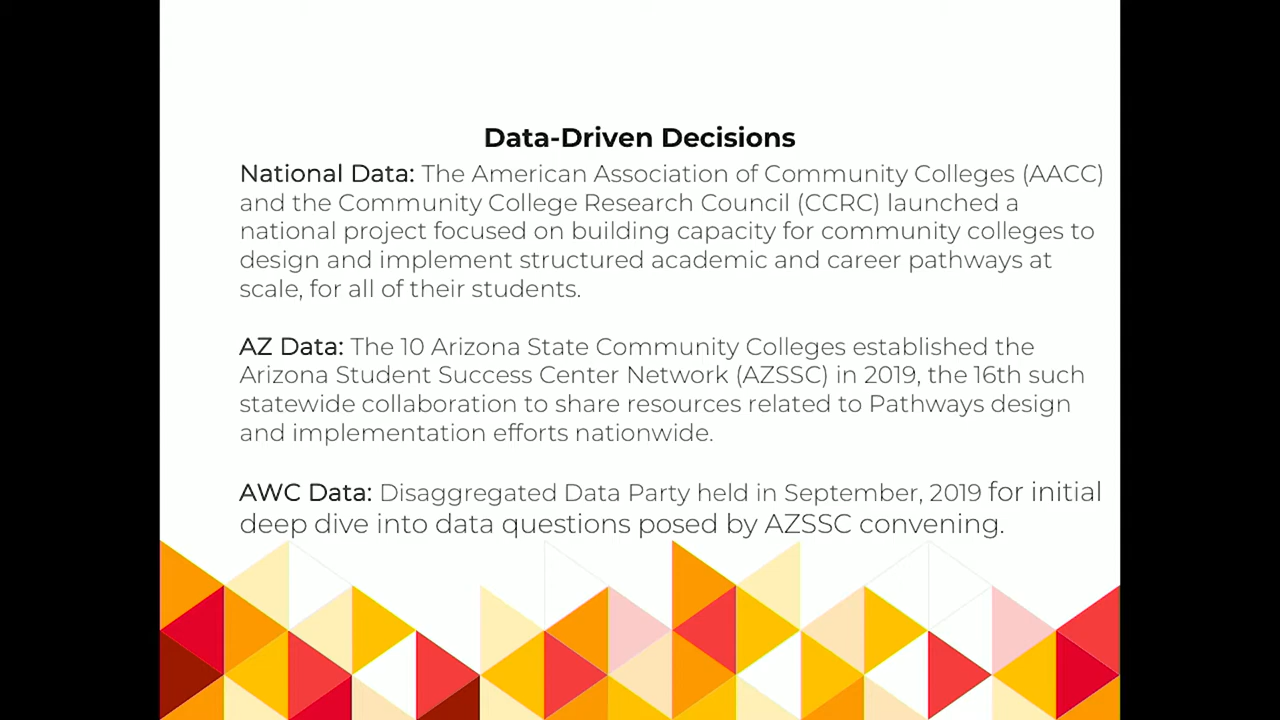 Data-Driven Decisions
National Data: The American Association of Community Colleges (AACC)
and the Community College Research Council (CCRC) launched a
national project focused on building capacity for community colleges to
design and implement structured academic and career pathways at
scale, for all of their students.
AZ Data: The 10 Arizona State Community Colleges established the
Arizona Student Success Center Network (AZSSC) in 2019, the 16th such
statewide collaboration to share resources related to Pathways design
and implementation efforts nationwide.
AWC Data: Disaggregated Data Party held in September, 2019 for initial
deep dive into data questions posed by AZSSC convening.